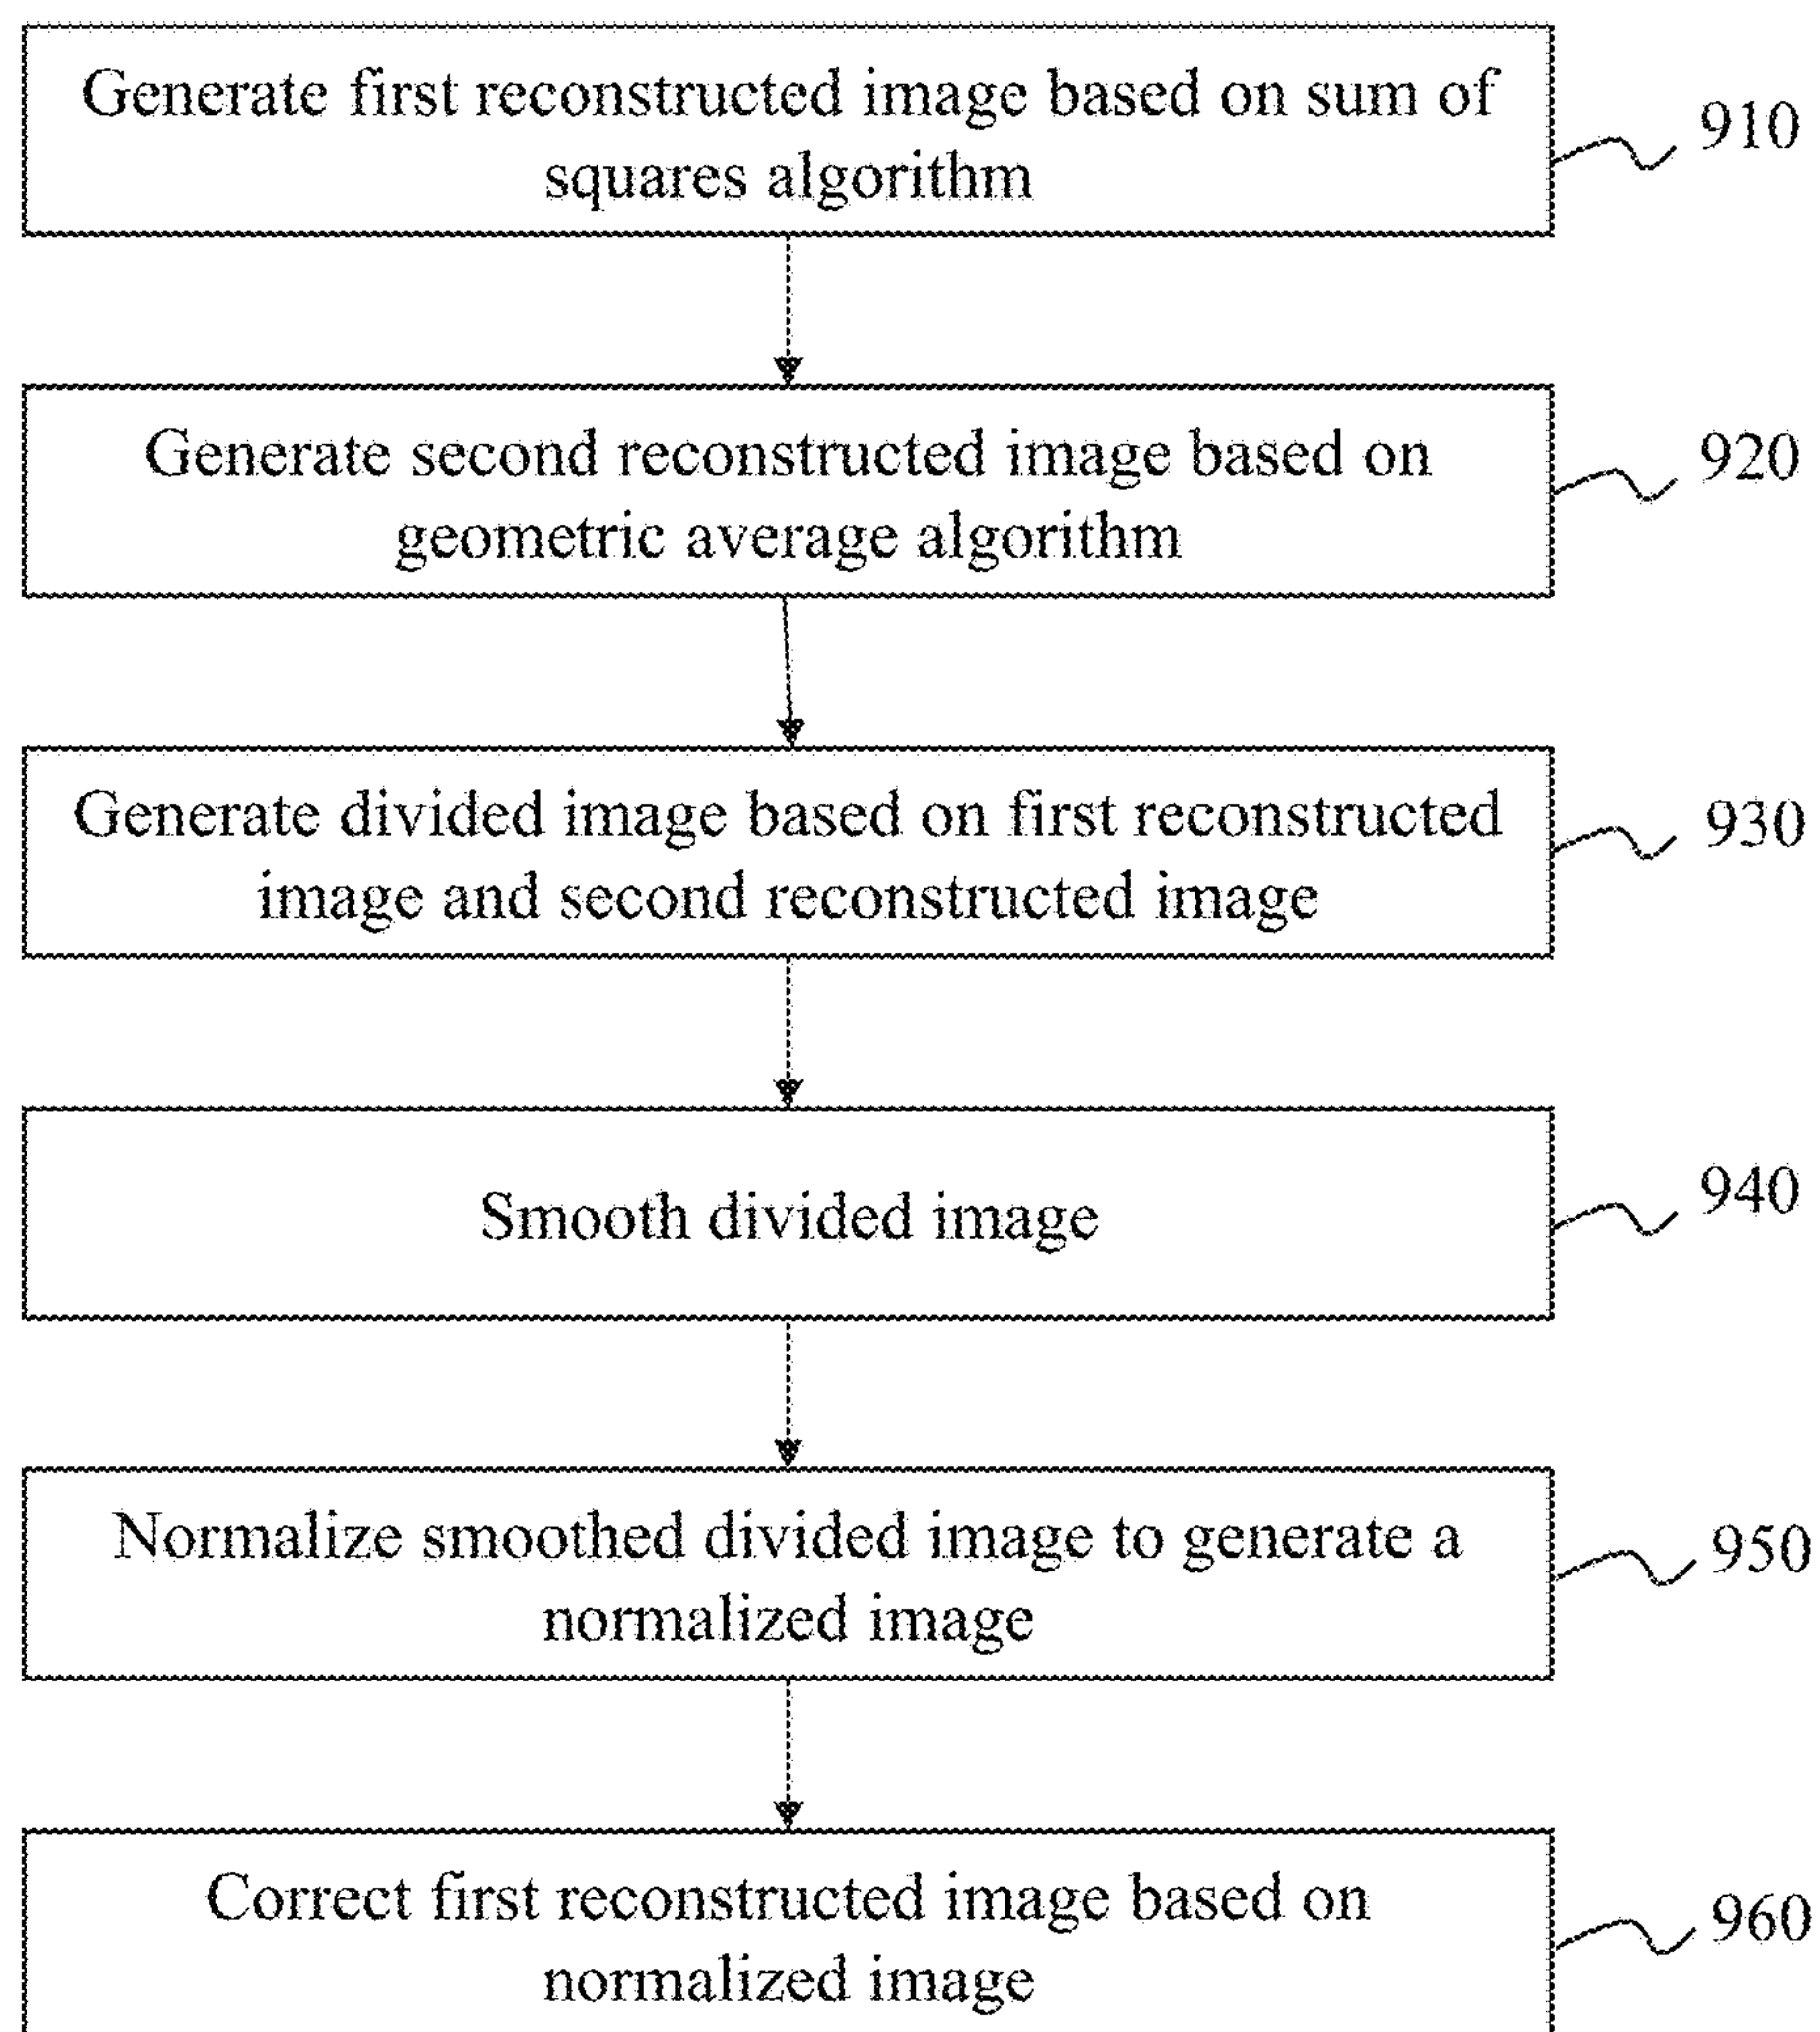 Generate first reconstructed image based on sum of
squares algorithm
910
Generate second reconstructed image based on
geometric average algorithm
920
Generate divided image based on first reconstructed
image and second reconstructed image
930
Smooth divided image
940
Normalize smoothed divided image to generate a
normalized image
950
Correct first reconstructed image based on
normalized image
960